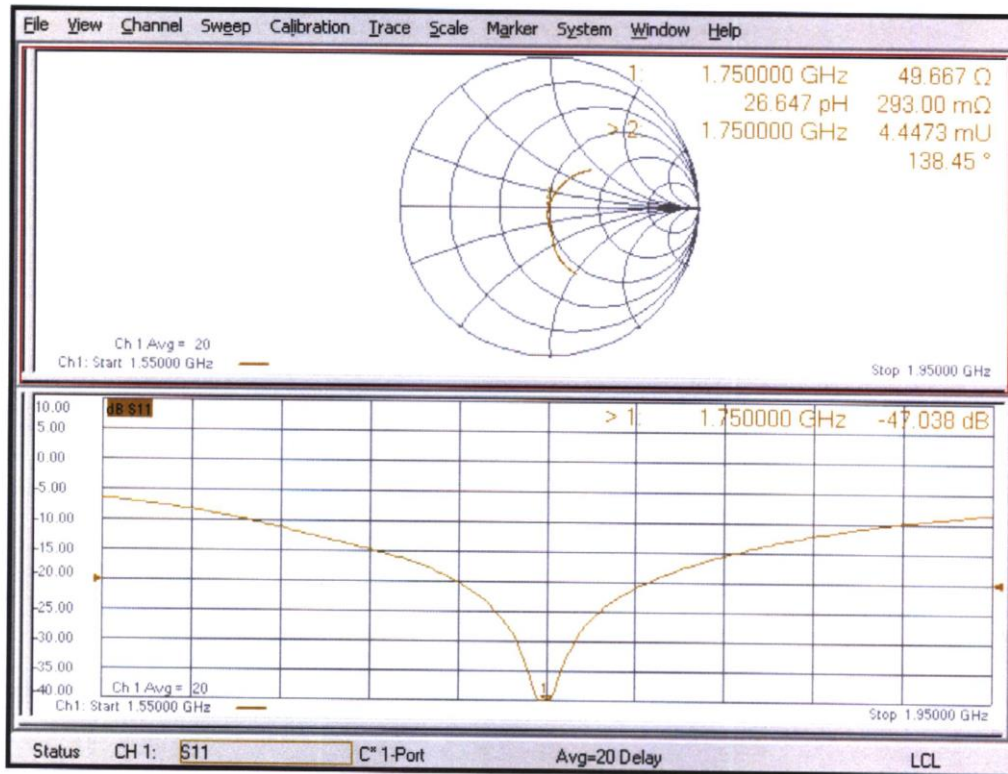 File View Channel Sweep Calibration Trace Scale Marker System Window Help
1: 1.750000 GHz 49.667 Ω
26.647 pH 293.00 mΩ
> 2: 1.750000 GHz 4.4473 mU
138.45 °
Ch 1 Avg = 20
Ch1: Start 1.55000 GHz
Stop 1.95000 GHz
dB S11
> 1: 1.750000 GHz -47.038 dB
10.00
5.00
0.00
-5.00
-10.00
-15.00
-20.00
-25.00
-30.00
-35.00
-40.00
1
Ch 1 Avg = 20
Ch1: Start 1.55000 GHz
Stop 1.95000 GHz
Status CH 1: S11 C* 1-Port Avg=20 Delay LCL